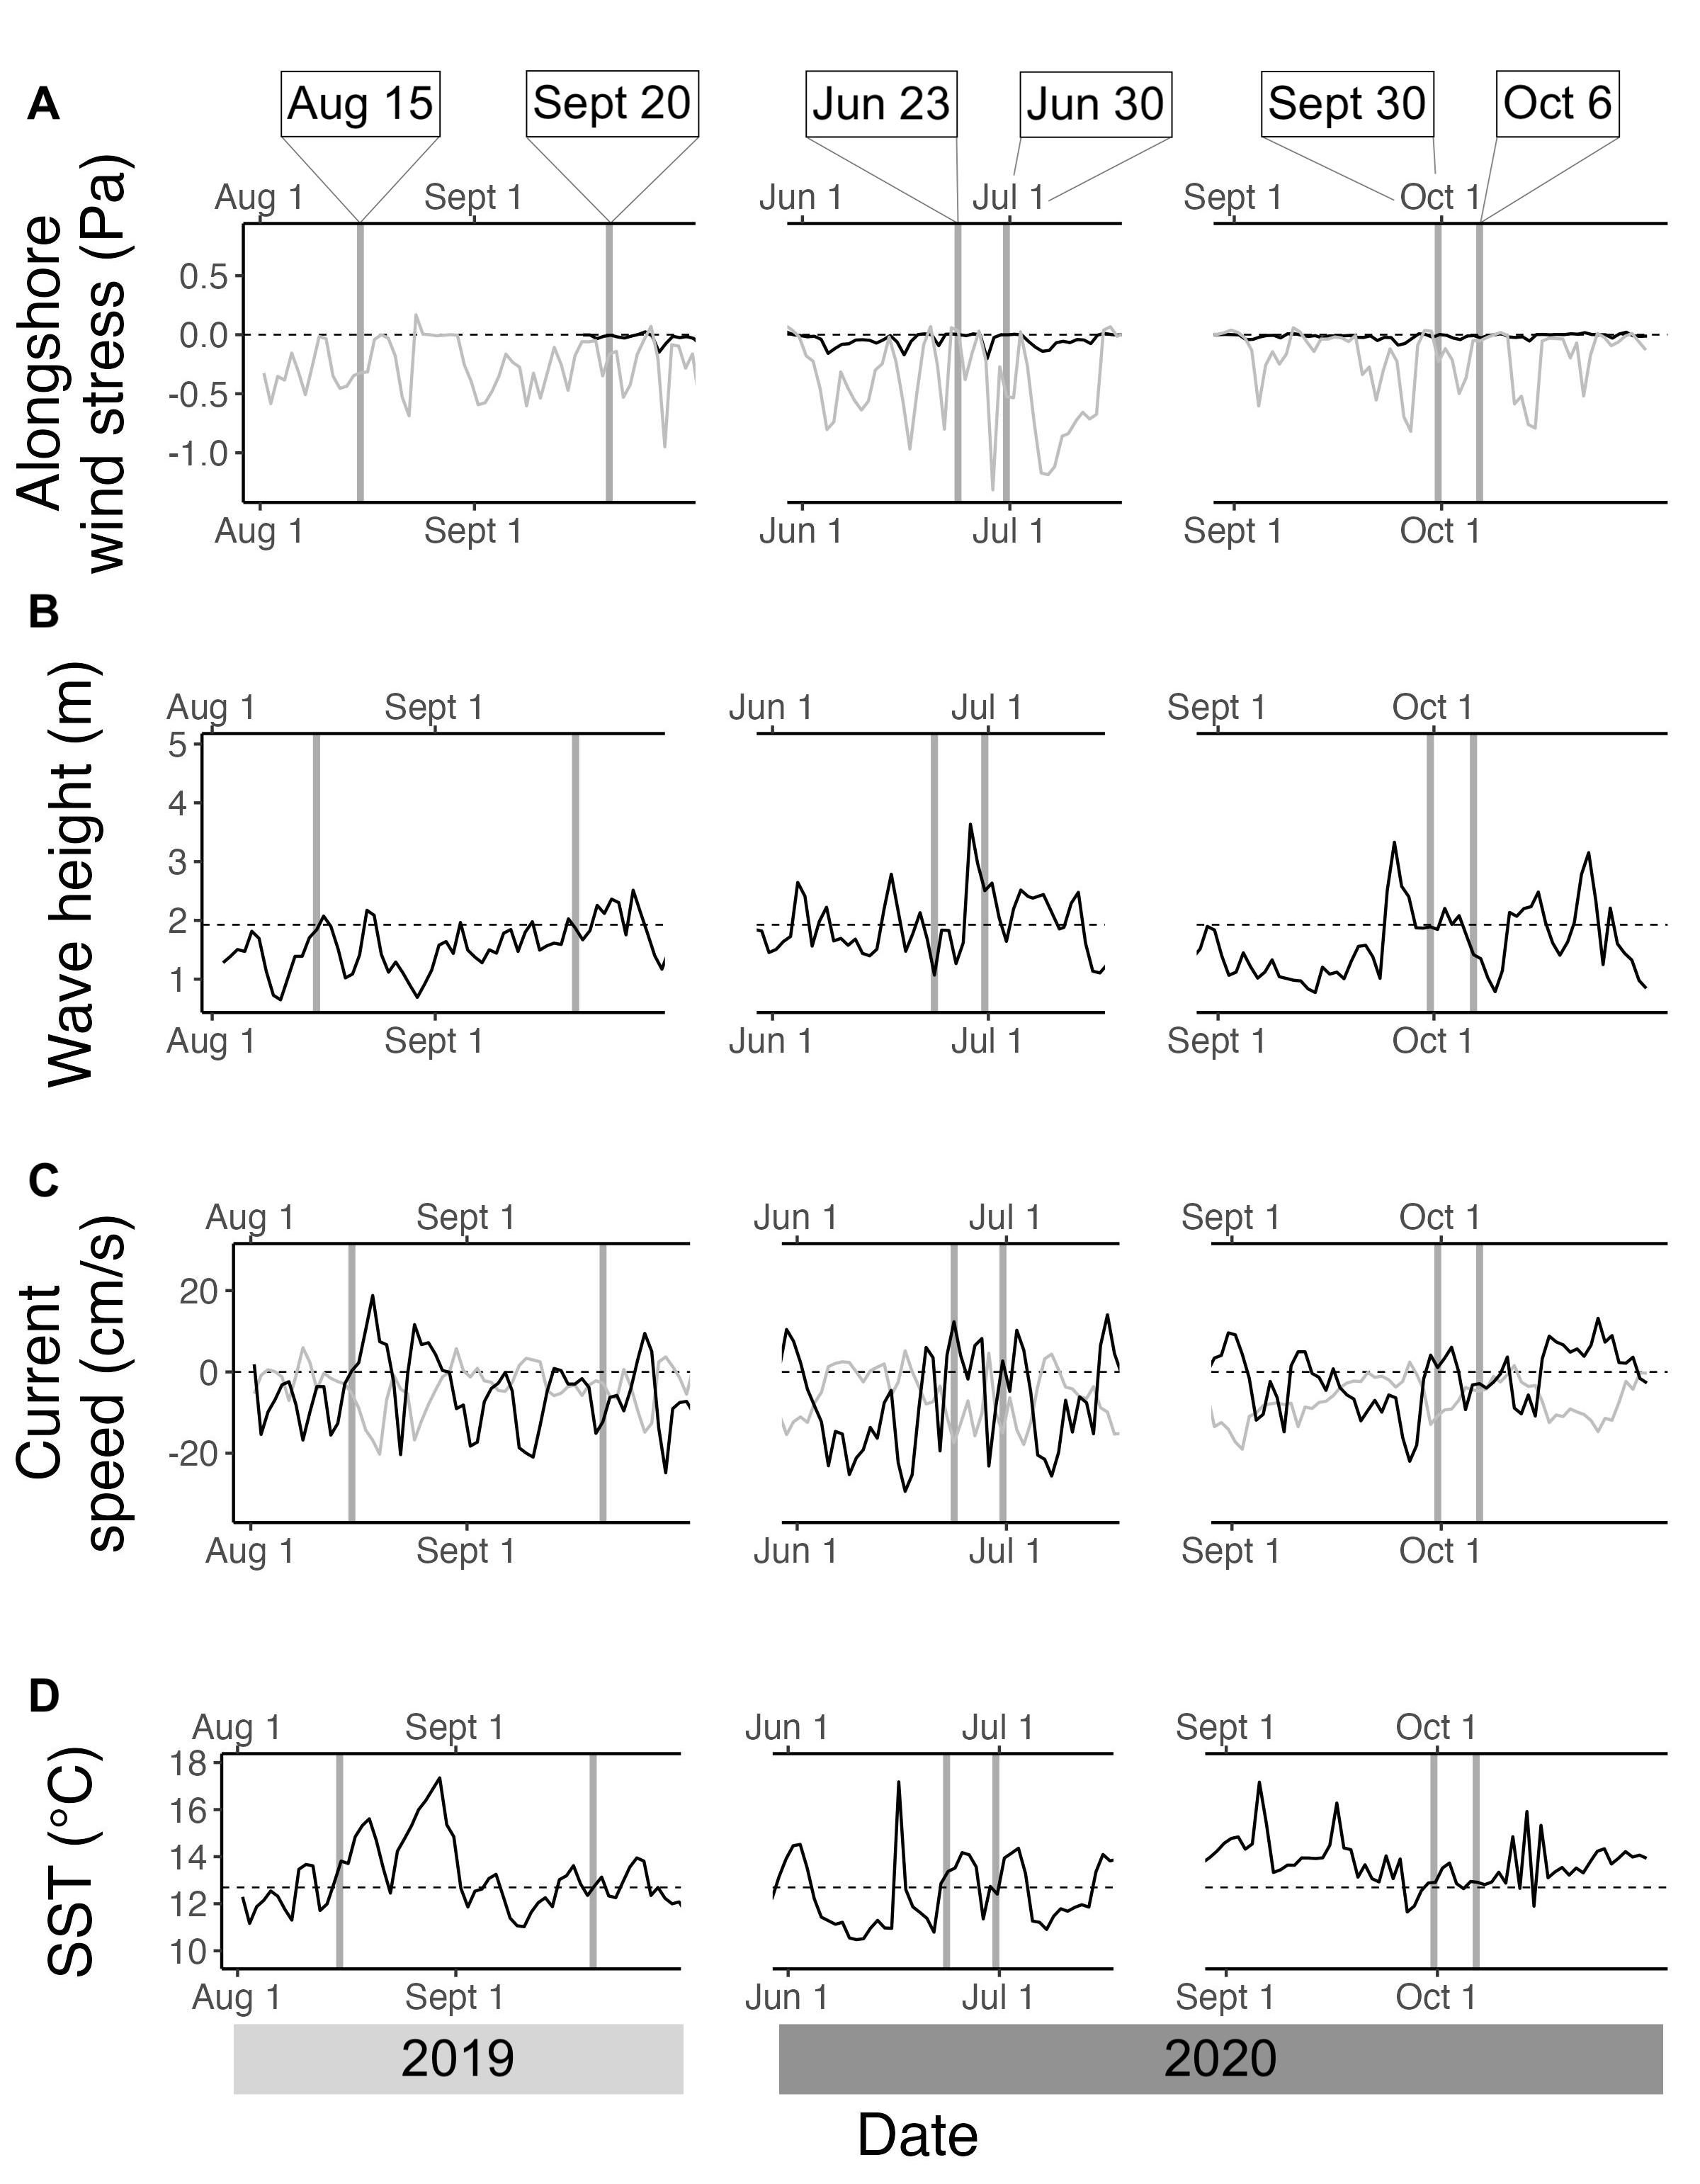 A
Aug 15 Sept 20 Jun 23 Jun 30 Sept 30 Oct 6
Aug 1 Sept 1 Jun 1 Jul 1 Sept 1 Oct 1
Alongshore
wind stress (Pa)
0.5
0.0
-0.5
-1.0
Aug 1 Sept 1 Jun 1 Jul 1 Sept 1 Oct 1
B
Aug 1 Sept 1 Jun 1 Jul 1 Sept 1 Oct 1
Wave height (m)
5
4
3
2
1
Aug 1 Sept 1 Jun 1 Jul 1 Sept 1 Oct 1
C
Aug 1 Sept 1 Jun 1 Jul 1 Sept 1 Oct 1
Current
speed (cm/s)
20
0
-20
Aug 1 Sept 1 Jun 1 Jul 1 Sept 1 Oct 1
D
Aug 1 Sept 1 Jun 1 Jul 1 Sept 1 Oct 1
SST (°C)
18
16
14
12
10
Aug 1 Sept 1 Jun 1 Jul 1 Sept 1 Oct 1
2019 2020
Date